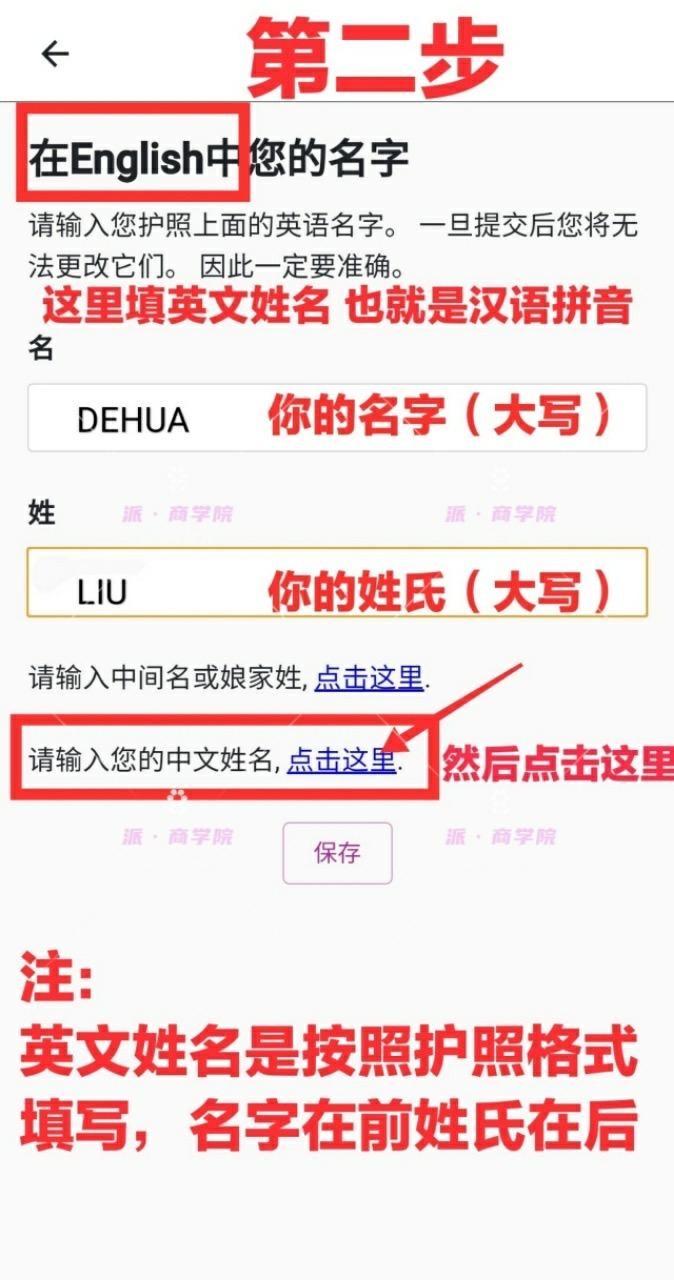 第二步
在English中您的名字
请输入您护照上面的英语名字。 一旦提交后您将无
法更改它们。 因此一定要准确。
这里填英文姓名 也就是汉语拼音
名
DEHUA 你的名字（大写）
派·商学院 派·商学院
姓
LIU 你的姓氏（大写）
请输入中间名或娘家姓, 点击这里.
请输入您的中文姓名, 点击这里. 然后点击这里
派·商学院 派·商学院
保存
注:
英文姓名是按照护照格式
填写，名字在前姓氏在后